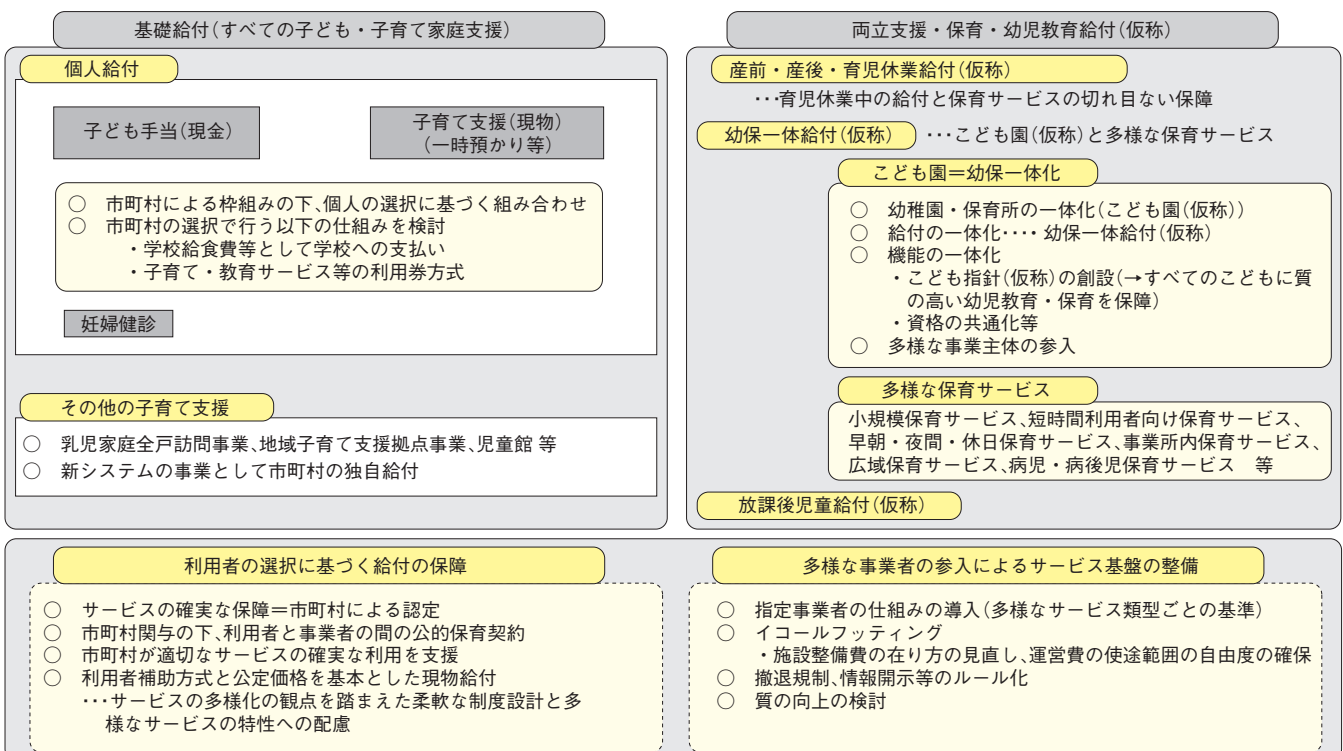 基礎給付(すべての子ども・子育て家庭支援)
個人給付
子ども手当(現金)
子育て支援(現物)
(一時預かり等)
○ 市町村による枠組みの下、個人の選択に基づく組み合わせ
○ 市町村の選択で行う以下の仕組みを検討
・学校給食費等として学校への支払い
・子育て・教育サービス等の利用券方式
妊婦健診
その他の子育て支援
○ 乳児家庭全戸訪問事業、地域子育て支援拠点事業、児童館 等
○ 新システムの事業として市町村の独自給付
両立支援・保育・幼児教育給付(仮称)
産前・産後・育児休業給付(仮称)
・・・育児休業中の給付と保育サービスの切れ目ない保障
幼保一体給付(仮称) ・・・こども園(仮称)と多様な保育サービス
こども園＝幼保一体化
○ 幼稚園・保育所の一体化(こども園(仮称))
○ 給付の一体化・・・・幼保一体給付(仮称)
○ 機能の一体化
・こども指針(仮称)の創設(→すべてのこどもに質
の高い幼児教育・保育を保障)
・資格の共通化等
○ 多様な事業主体の参入
多様な保育サービス
小規模保育サービス、短時間利用者向け保育サービス、
早朝・夜間・休日保育サービス、事業所内保育サービス、
広域保育サービス、病児・病後児保育サービス 等
放課後児童給付(仮称)
利用者の選択に基づく給付の保障
○ サービスの確実な保障＝市町村による認定
○ 市町村関与の下、利用者と事業者の間の公的保育契約
○ 市町村が適切なサービスの確実な利用を支援
○ 利用者補助方式と公定価格を基本とした現物給付
・・・サービスの多様化の観点を踏まえた柔軟な制度設計と多
様なサービスの特性への配慮
多様な事業者の参入によるサービス基盤の整備
○ 指定事業者の仕組みの導入(多様なサービス類型ごとの基準)
○ イコールフッティング
・施設整備費の在り方の見直し、運営費の使途範囲の自由度の確保
○ 撤退規制、情報開示等のルール化
○ 質の向上の検討